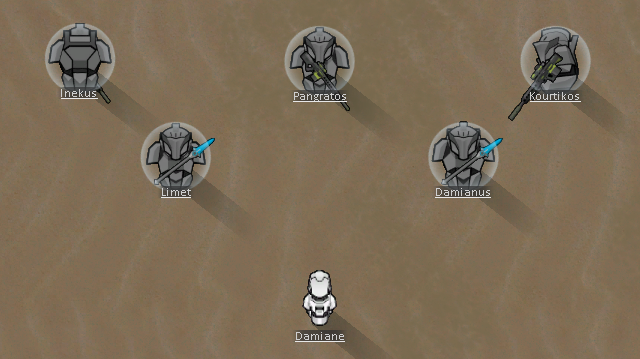 Inekus
Pangratos
Kourtikos
Limet
Damianus
Damiane